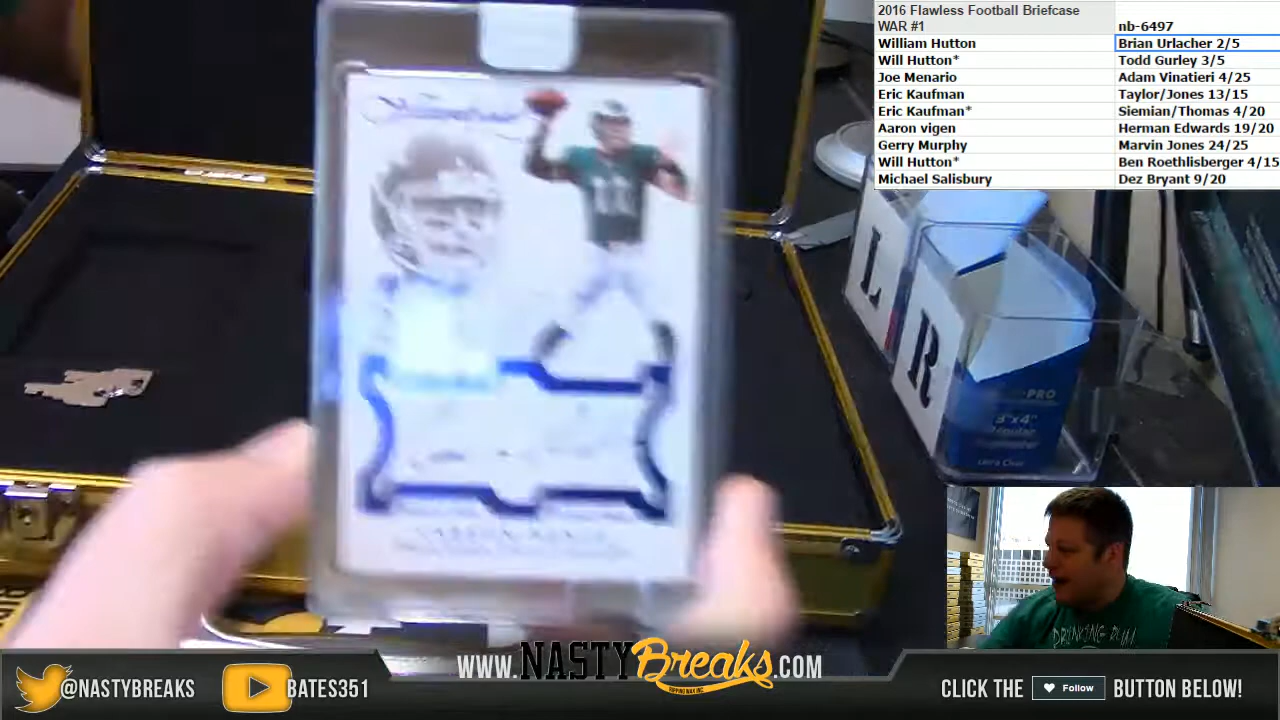 2016 Flawless Football Briefcase
WAR #1 nb-6497
William Hutton Brian Urlacher 2/5
Will Hutton* Todd Gurley 3/5
Joe Menario Adam Vinatieri 4/25
Eric Kaufman Taylor/Jones 13/15
Eric Kaufman* Siemian/Thomas 4/20
Aaron vigen Herman Edwards 19/20
Gerry Murphy Marvin Jones 24/25
Will Hutton* Ben Roethlisberger 4/15
Michael Salisbury Dez Bryant 9/20
L
R
PRO
3"x4"
@NASTYBREAKS
BATES351
WWW.NASTYBreaks.COM
CLICK THE Follow BUTTON BELOW!